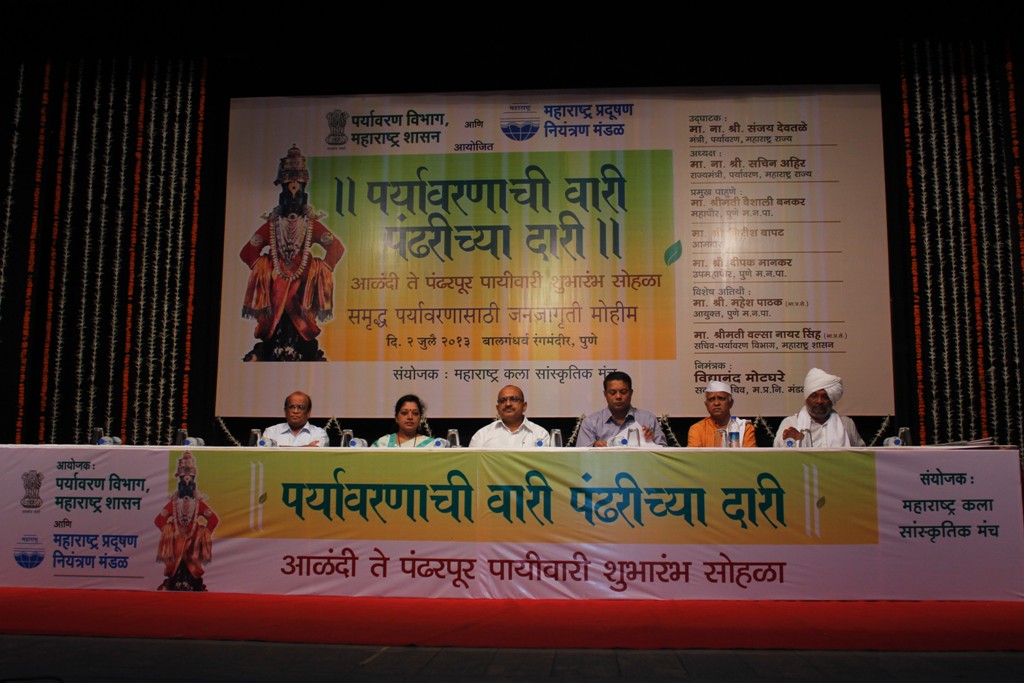 महाराष्ट्र
पर्यावरण विभाग,
महाराष्ट्र शासन
आणि
महाराष्ट्र प्रदूषण
नियंत्रण मंडळ
आयोजित
॥ पर्यावरणाची वारी
पंढरीच्या दारी ॥
आळंदी ते पंढरपूर पायीवारी शुभारंभ सोहळा
समृद्ध पर्यावरणासाठी जनजागृती मोहीम
दि. २ जुलै २०१३ बालगंधर्व रंगमंदीर, पुणे
संयोजक : महाराष्ट्र कला सांस्कृतिक मंच
उद्घाटक :
मा. ना. श्री. संजय देवतळे
मंत्री, पर्यावरण, महाराष्ट्र राज्य
अध्यक्ष :
मा. ना. श्री. सचिन अहिर
राज्यमंत्री, पर्यावरण, महाराष्ट्र राज्य
प्रमुख पाहुणे :
मा. श्रीमती वैशाली बनकर
महापौर, पुणे म.न.पा.
मा. बापट
मा. श्री. दीपक मानकर
उपमहापौर, पुणे म.न.पा.
विशेष अतिथी :
मा. श्री. महेश पाठक (भा.प्र.से.)
आयुक्त, पुणे म.न.पा.
मा. श्रीमती वल्सा नायर सिंह (भा.प्र.से.)
सचिव-पर्यावरण विभाग, महाराष्ट्र शासन
निमंत्रक :
विद्यानंद मोटघरे
म.प्र.नि. मंडळ
आयोजक :
पर्यावरण विभाग,
महाराष्ट्र शासन
आणि
महाराष्ट्र प्रदूषण
नियंत्रण मंडळ
॥ पर्यावरणाची वारी पंढरीच्या दारी ॥
आळंदी ते पंढरपूर पायीवारी शुभारंभ सोहळा
संयोजक :
महाराष्ट्र कला
सांस्कृतिक मंच